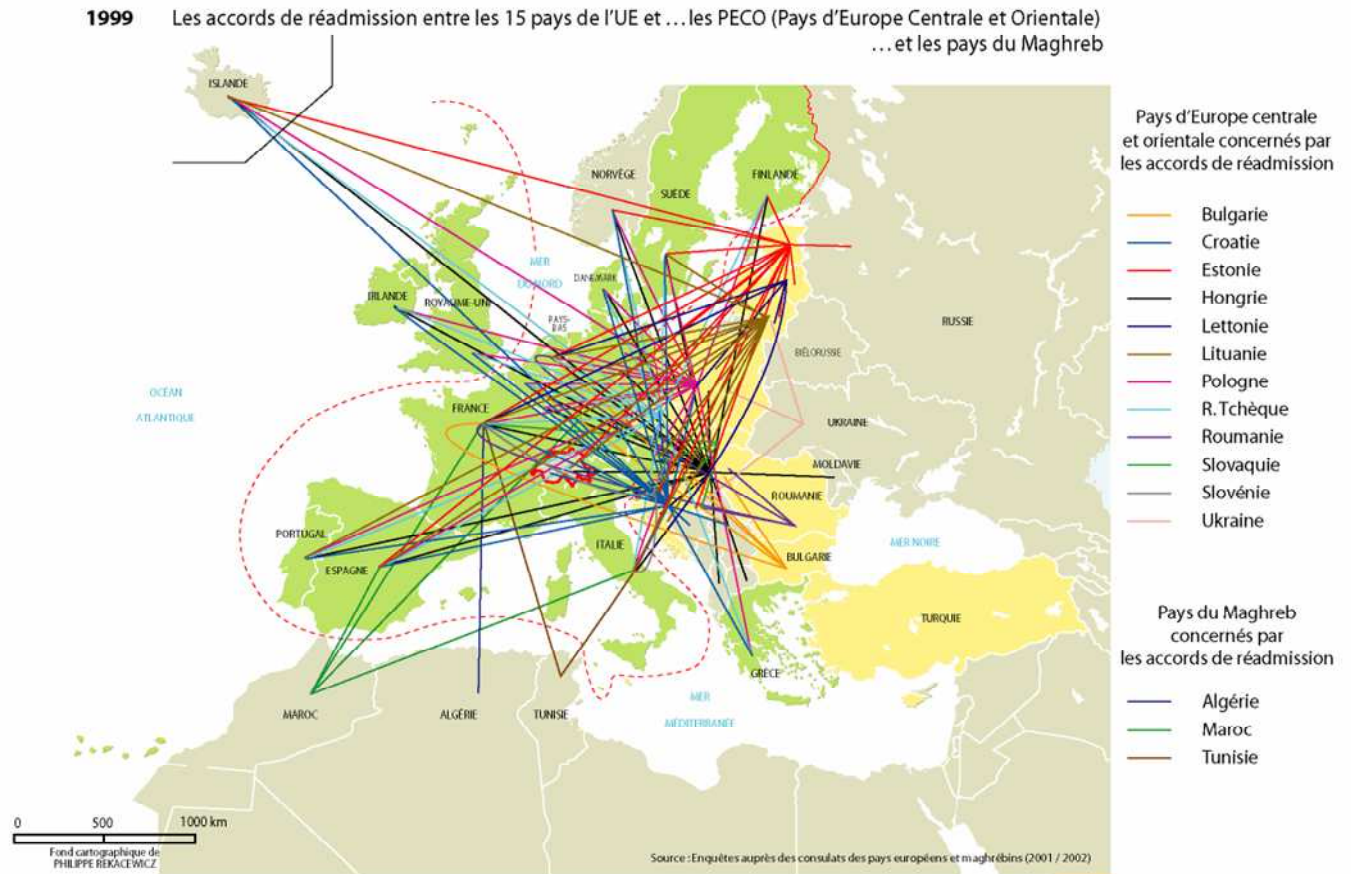 1999 Les accords de réadmission entre les 15 pays de l'UE et ...les PECO (Pays d'Europe Centrale et Orientale)
...et les pays du Maghreb
ISLANDE
NORVÈGE
FINLANDE
SUÈDE
MER
DU NORD
DANEMARK
IRLANDE
ROYAUME-UNI
PAYS-
BAS
RUSSIE
BIÉLORUSSIE
OCÉAN
ATLANTIQUE
FRANCE
UKRAINE
MOLDAVIE
ROUMANIE
PORTUGAL
ESPAGNE
ITALIE
MER NOIRE
BULGARIE
TURQUIE
GRÈCE
MER
MÉDITERRANÉE
MAROC
ALGÉRIE
TUNISIE
Pays d'Europe centrale
et orientale concernés par
les accords de réadmission
Bulgarie
Croatie
Estonie
Hongrie
Lettonie
Lituanie
Pologne
R.Tchèque
Roumanie
Slovaquie
Slovénie
Ukraine
Pays du Maghreb
concernés par
les accords de réadmission
Algérie
Maroc
Tunisie
0 500 1000 km
Fond cartographique de
PHILIPPE REKACEWICZ
Source : Enquêtes auprès des consulats des pays européens et maghrébins (2001 / 2002)